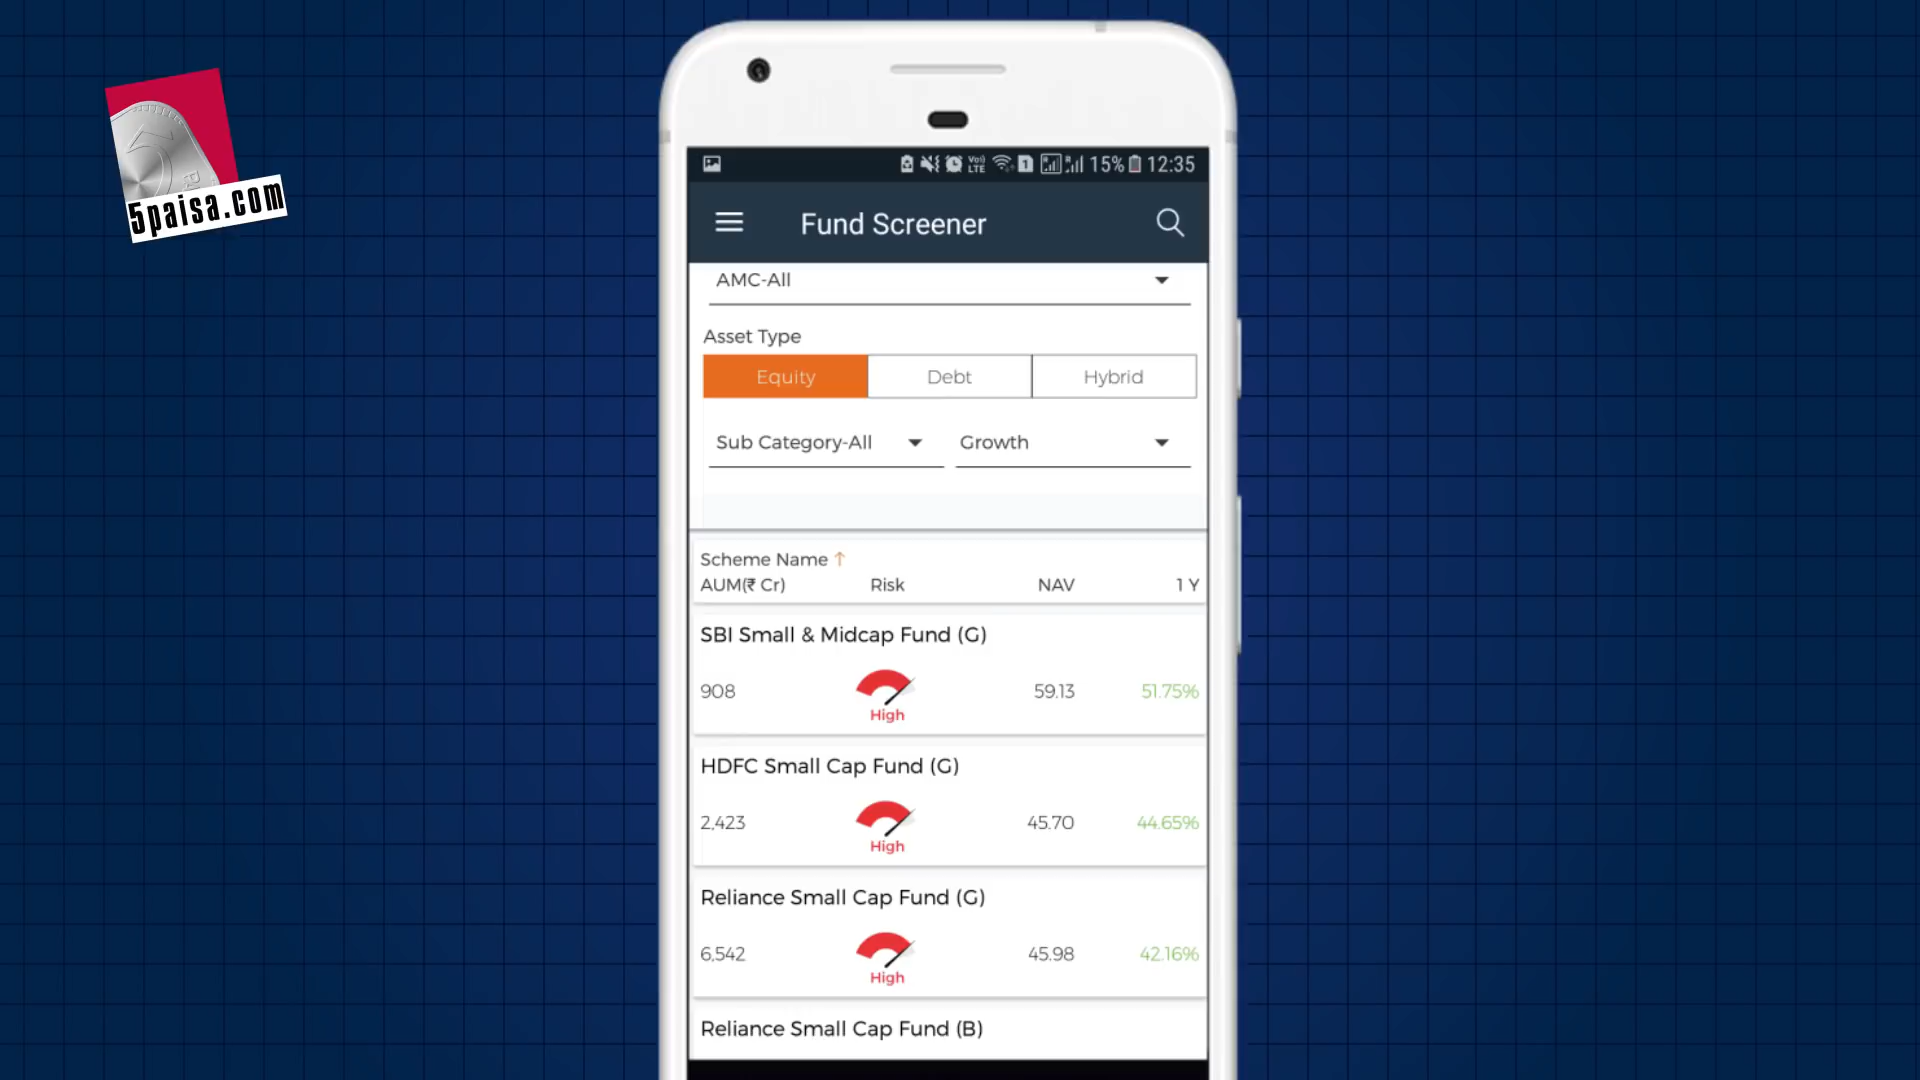 5paisa.com
15% 12:35
Fund Screener
AMC-All
Asset Type
Equity Debt Hybrid
Sub Category-All Growth
Scheme Name ↑
AUM(₹ Cr) Risk NAV 1 Y
SBI Small & Midcap Fund (G)
908 59.13 51.75%
High
HDFC Small Cap Fund (G)
2,423 45.70 44.65%
High
Reliance Small Cap Fund (G)
6,542 45.98 42.16%
High
Reliance Small Cap Fund (B)